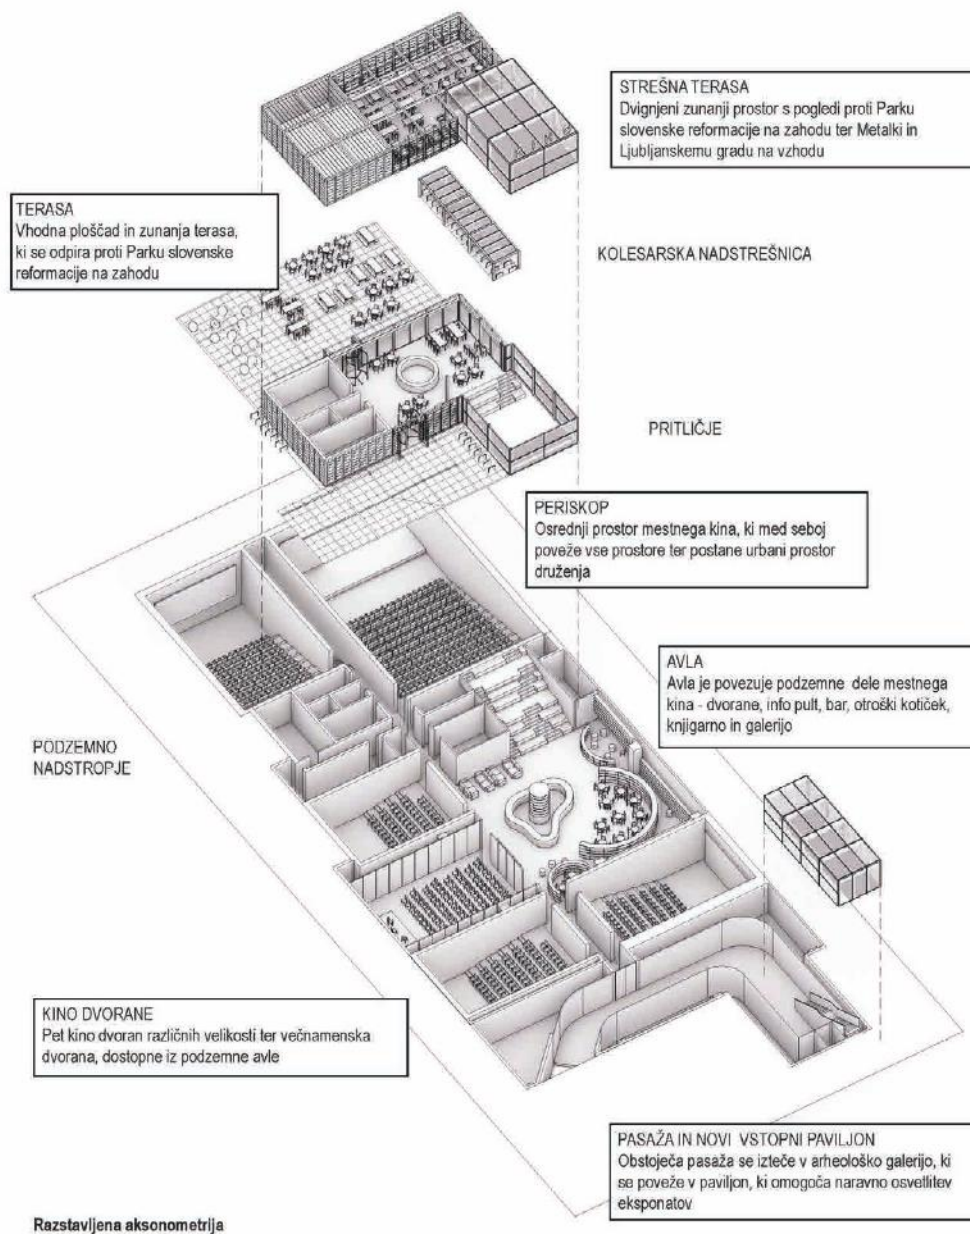 STREŠNA TERASA
Dvignjeni zunanji prostor s pogledi proti Parku
slovenske reformacije na zahodu ter Metalki in
Ljubljanskemu gradu na vzhodu
TERASA
Vhodna ploščad in zunanja terasa,
ki se odpira proti Parku slovenske
reformacije na zahodu
KOLESARSKA NADSTREŠNICA
PRITLIČJE
PERISKOP
Osrednji prostor mestnega kina, ki med seboj
poveže vse prostore ter postane urbani prostor
druženja
AVLA
Avla je povezuje podzemne dele mestnega
kina - dvorane, info pult, bar, otroški kotiček,
knjigarno in galerijo
PODZEMNO
NADSTROPJE
KINO DVORANE
Pet kino dvoran različnih velikosti ter večnamenska
dvorana, dostopne iz podzemne avle
PASAŽA IN NOVI VSTOPNI PAVILJON
Obstoječa pasaža se izteče v arheološko galerijo, ki
se poveže v paviljon, ki omogoča naravno osvetlitev
eksponatov
Razstavljena aksonometrija